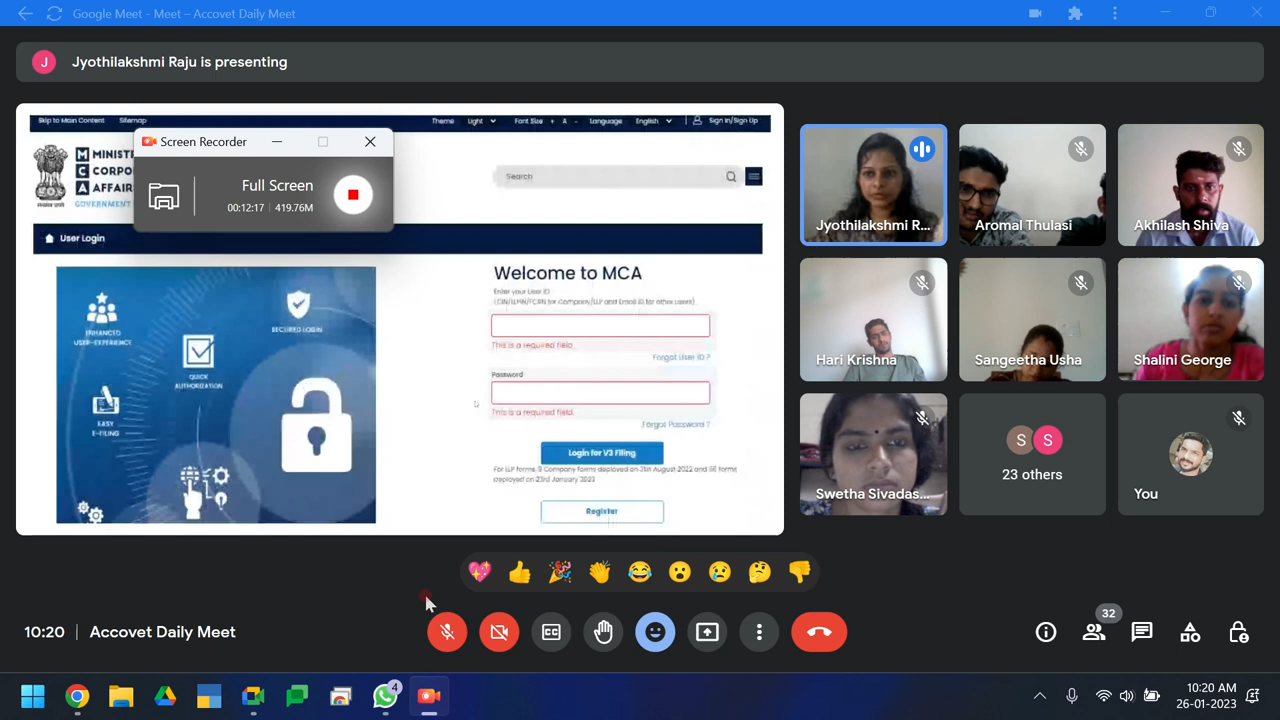 Google Meet - Meet – Accovet Daily Meet
J
Jyothilakshmi Raju is presenting
Skip to Main Content Sitemap
Theme Light Font Size + A - Language English Sign In/Sign Up
Screen Recorder
Full Screen
00:12:17 419.76M
M MINISTR
C CORPOR
A AFFAIR
GOVERNMENT
Search
User Login
ENHANCED
USER-EXPERIENCE
SECURED LOGIN
QUICK
AUTHORIZATION
EASY
E-FILING
Welcome to MCA
Enter your User ID
(CIN/LLPIN/FCRN for Company/LLP and Email ID for other users)
This is a required field.
Forgot User ID ?
Password
This is a required field.
Forgot Password ?
Login for V3 Filing
For LLP forms, 9 Company forms deployed on 31st August 2022 and 56 forms
deployed on 23rd January 2023
Register
Jyothilakshmi R...
Aromal Thulasi
Akhilash Shiva
Hari Krishna
Sangeetha Usha
Shalini George
Swetha Sivadas...
S S
23 others
You
10:20 Accovet Daily Meet
CC
32
4
10:20 AM
26-01-2023